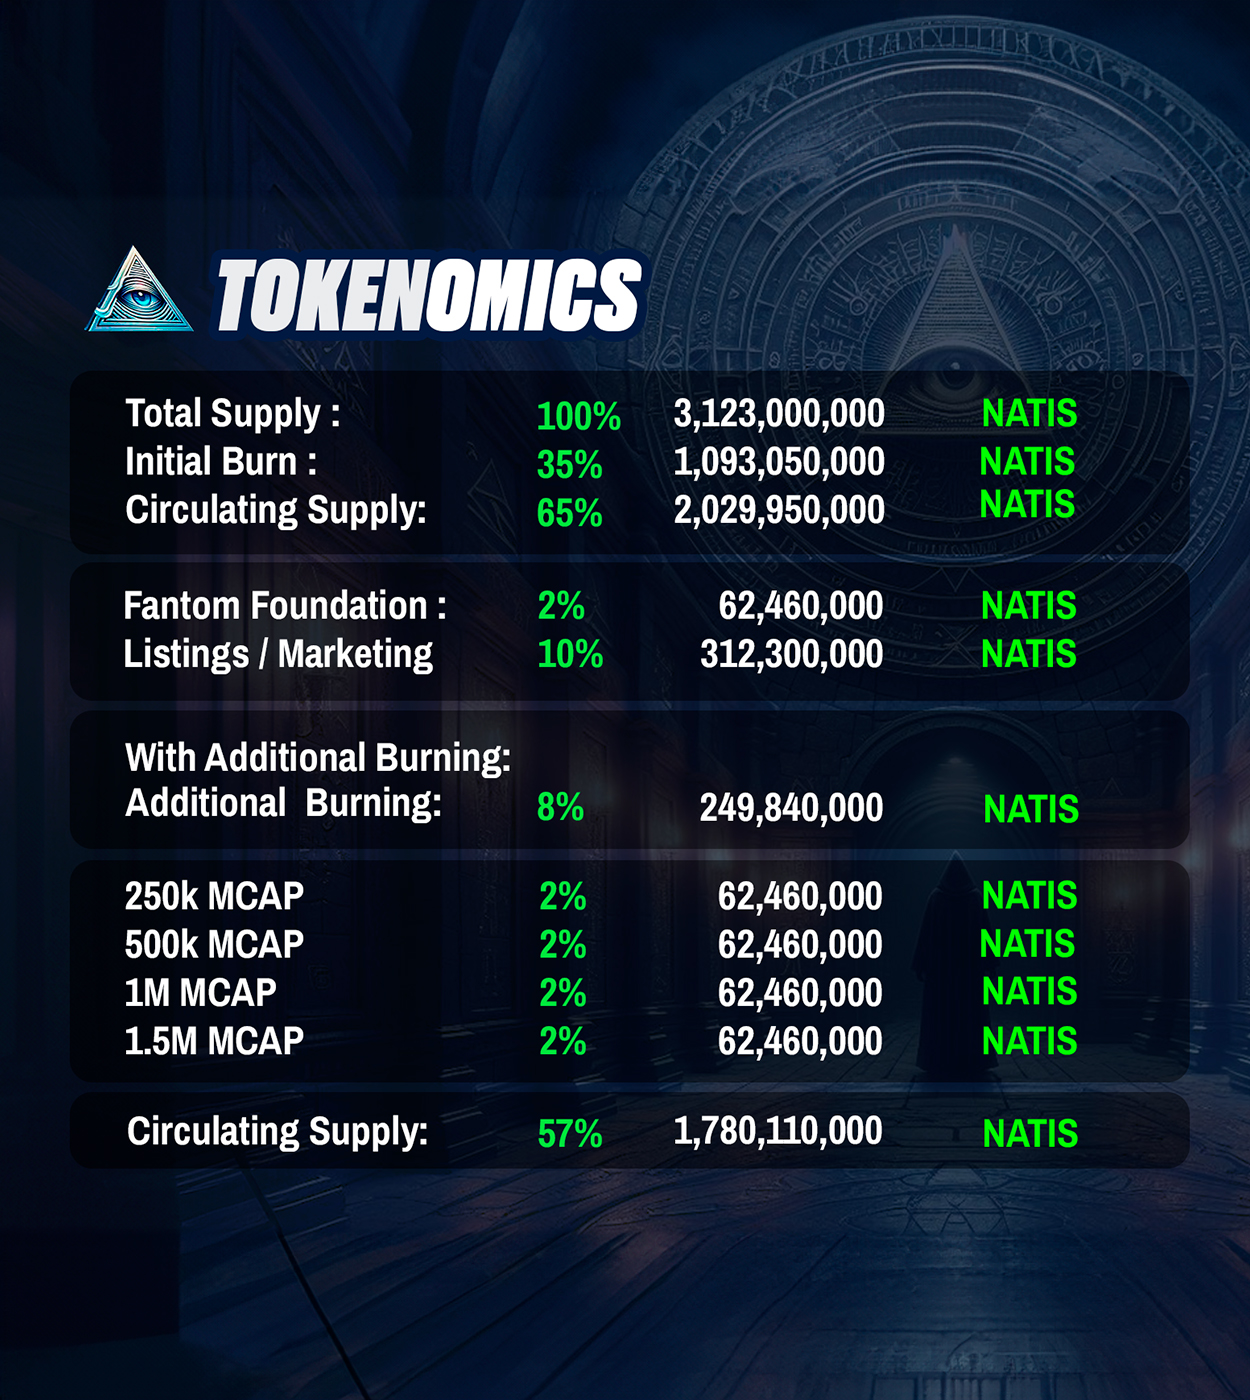 TOKENOMICS
Total Supply : 100% 3,123,000,000 NATIS
Initial Burn : 35% 1,093,050,000 NATIS
Circulating Supply: 65% 2,029,950,000 NATIS
Fantom Foundation : 2% 62,460,000 NATIS
Listings / Marketing 10% 312,300,000 NATIS
With Additional Burning:
Additional Burning: 8% 249,840,000 NATIS
250k MCAP 2% 62,460,000 NATIS
500k MCAP 2% 62,460,000 NATIS
1M MCAP 2% 62,460,000 NATIS
1.5M MCAP 2% 62,460,000 NATIS
Circulating Supply: 57% 1,780,110,000 NATIS